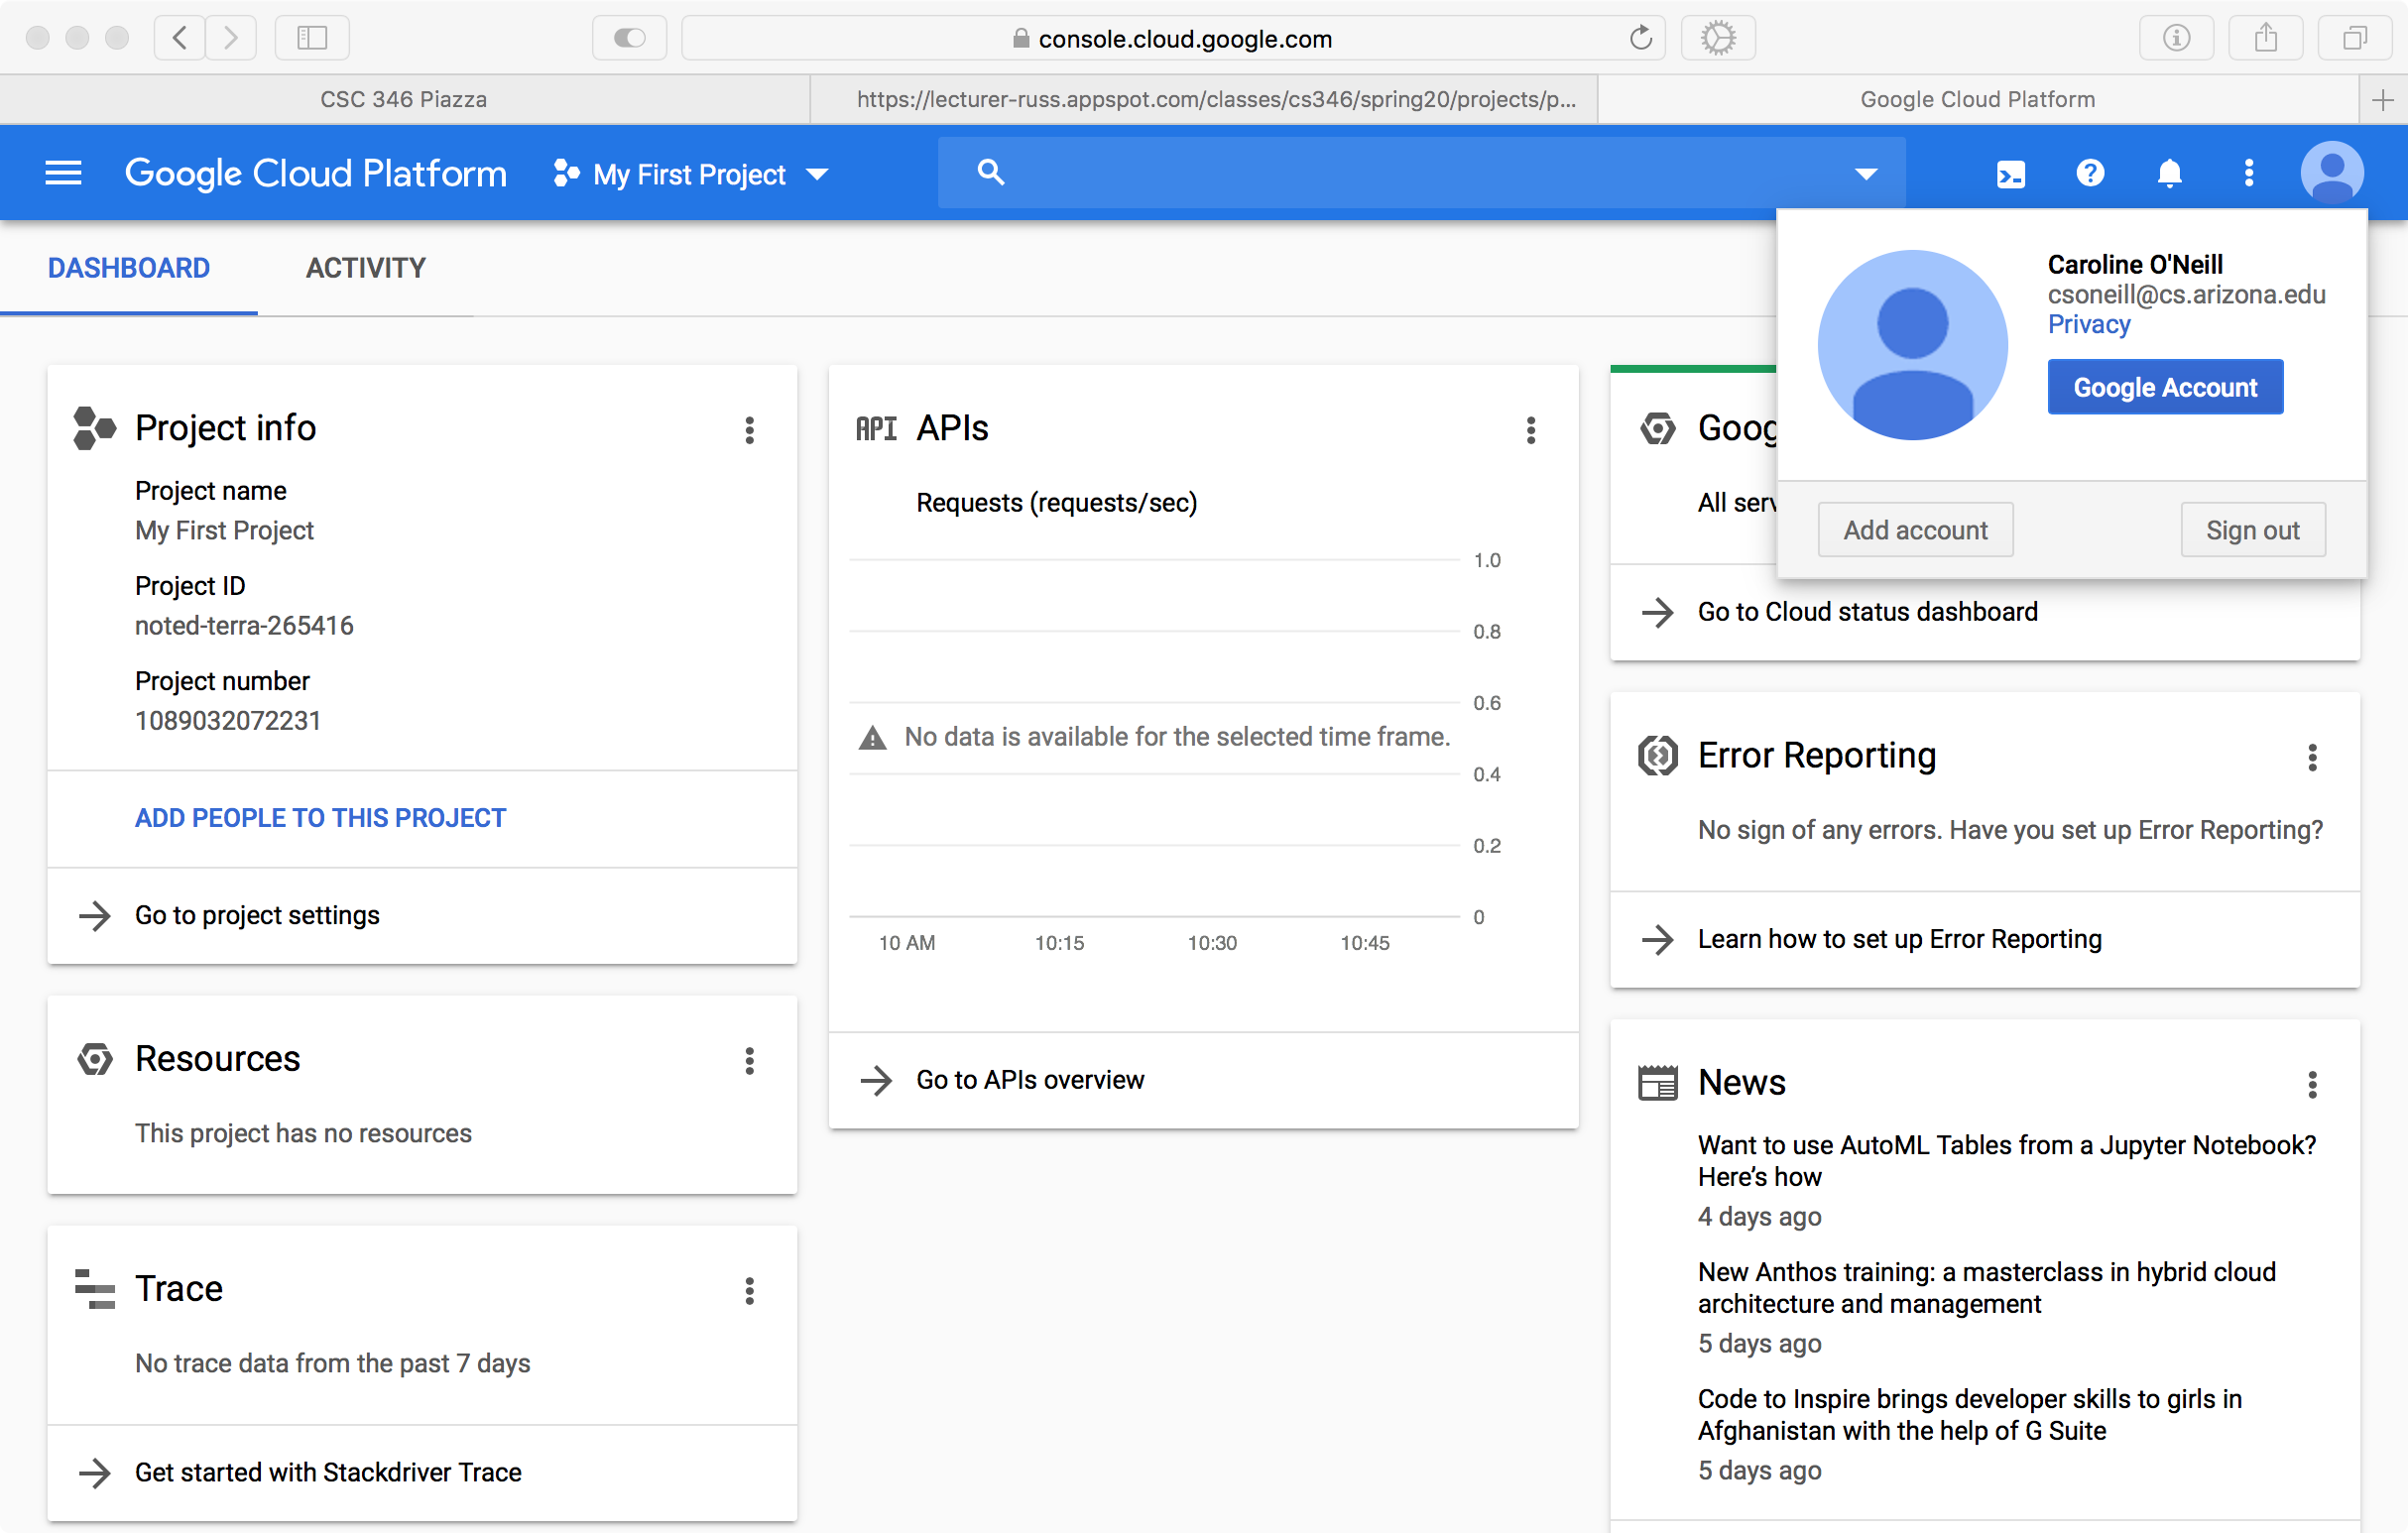 console.cloud.google.com
CSC 346 Piazza
https://lecturer-russ.appspot.com/classes/cs346/spring20/projects/p...
Google Cloud Platform
Google Cloud Platform
My First Project
DASHBOARD
ACTIVITY
Caroline O'Neill
csoneill@cs.arizona.edu
Privacy
Google Account
Add account
Sign out
Project info
Project name
My First Project
Project ID
noted-terra-265416
Project number
1089032072231
ADD PEOPLE TO THIS PROJECT
Go to project settings
Resources
This project has no resources
Trace
No trace data from the past 7 days
Get started with Stackdriver Trace
API APIs
Requests (requests/sec)
1.0
0.8
0.6
No data is available for the selected time frame.
0.4
0.2
0
10 AM 10:15 10:30 10:45
Go to APIs overview
Goog
All serv
Go to Cloud status dashboard
Error Reporting
No sign of any errors. Have you set up Error Reporting?
Learn how to set up Error Reporting
News
Want to use AutoML Tables from a Jupyter Notebook?
Here’s how
4 days ago
New Anthos training: a masterclass in hybrid cloud
architecture and management
5 days ago
Code to Inspire brings developer skills to girls in
Afghanistan with the help of G Suite
5 days ago